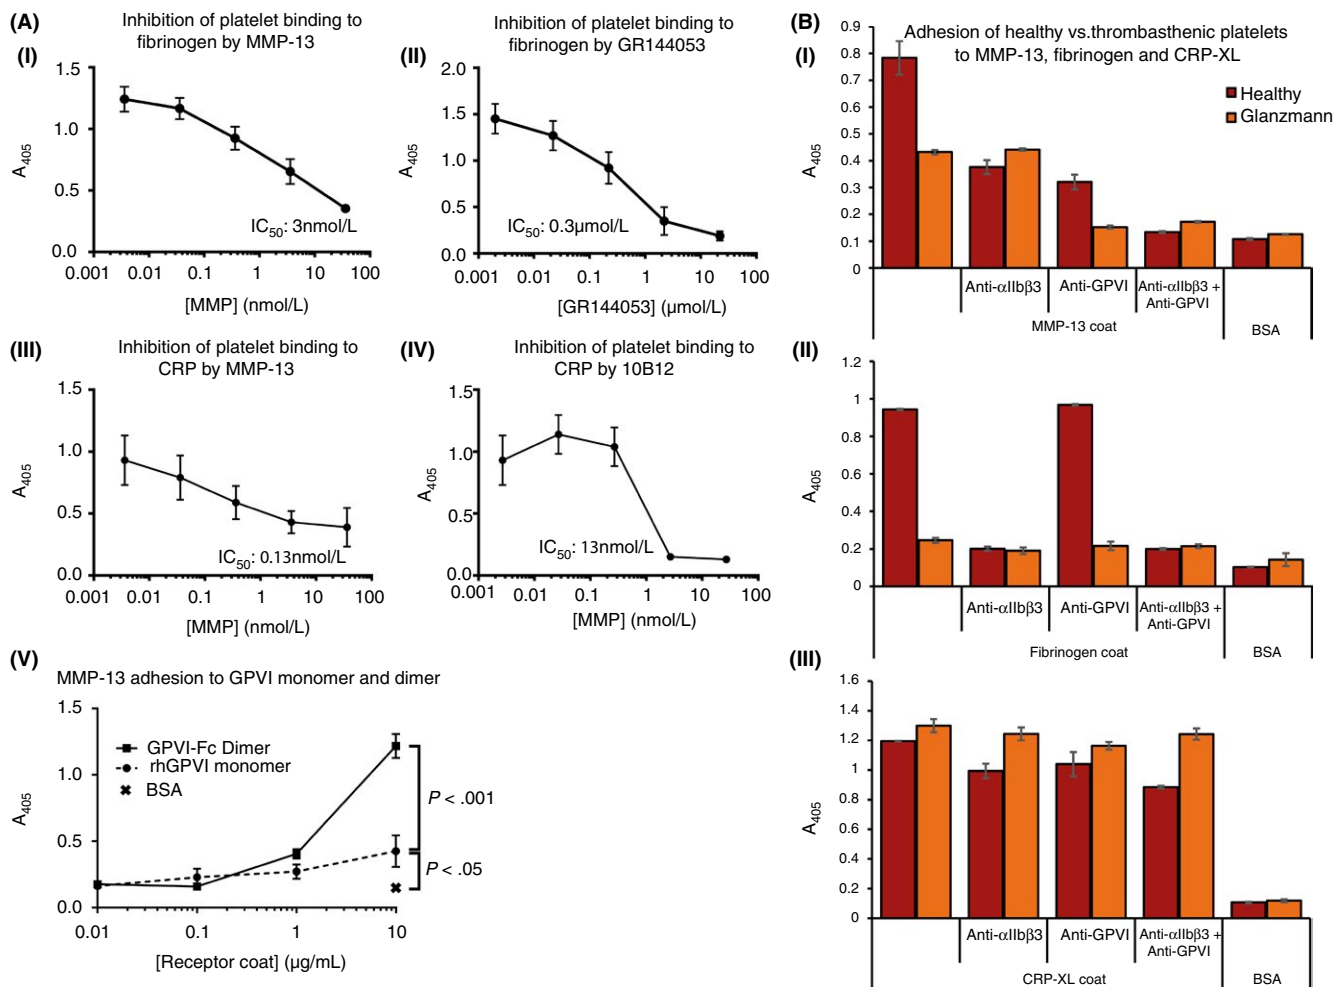 (A)
Inhibition of platelet binding to
fibrinogen by MMP-13
(I)
1.5
1.0
0.5
0.0
A405
IC50: 3nmol/L
0.001 0.01 0.1 1 10 100
[MMP] (nmol/L)
Inhibition of platelet binding to
fibrinogen by GR144053
(II)
2.0
1.5
1.0
0.5
0.0
A405
IC50: 0.3µmol/L
0.001 0.01 0.1 1 10 100
[GR144053] (µmol/L)
(III)
Inhibition of platelet binding to
CRP by MMP-13
1.5
1.0
0.5
0.0
A405
IC50: 0.13nmol/L
0.001 0.01 0.1 1 10 100
[MMP] (nmol/L)
(IV)
Inhibition of platelet binding to
CRP by 10B12
1.5
1.0
0.5
0.0
A405
IC50: 13nmol/L
0.001 0.01 0.1 1 10 100
[MMP] (nmol/L)
(V)
MMP-13 adhesion to GPVI monomer and dimer
1.5
1.0
0.5
0.0
A405
GPVI-Fc Dimer
rhGPVI monomer
BSA
P < .001
P < .05
0.01 0.1 1 10
[Receptor coat] (µg/mL)
(B)
Adhesion of healthy vs.thrombasthenic platelets
to MMP-13, fibrinogen and CRP-XL
(I)
Healthy
Glanzmann
0.9
0.8
0.7
0.6
0.5
0.4
0.3
0.2
0.1
0
A405
Anti-αIIbβ3
Anti-GPVI
Anti-αIIbβ3 +
Anti-GPVI
MMP-13 coat
BSA
(II)
1.2
1
0.8
0.6
0.4
0.2
0
A405
Anti-αIIbβ3
Anti-GPVI
Anti-αIIbβ3 +
Anti-GPVI
Fibrinogen coat
BSA
(III)
1.6
1.4
1.2
1
0.8
0.6
0.4
0.2
0
A405
Anti-αIIbβ3
Anti-GPVI
Anti-αIIbβ3 +
Anti-GPVI
CRP-XL coat
BSA